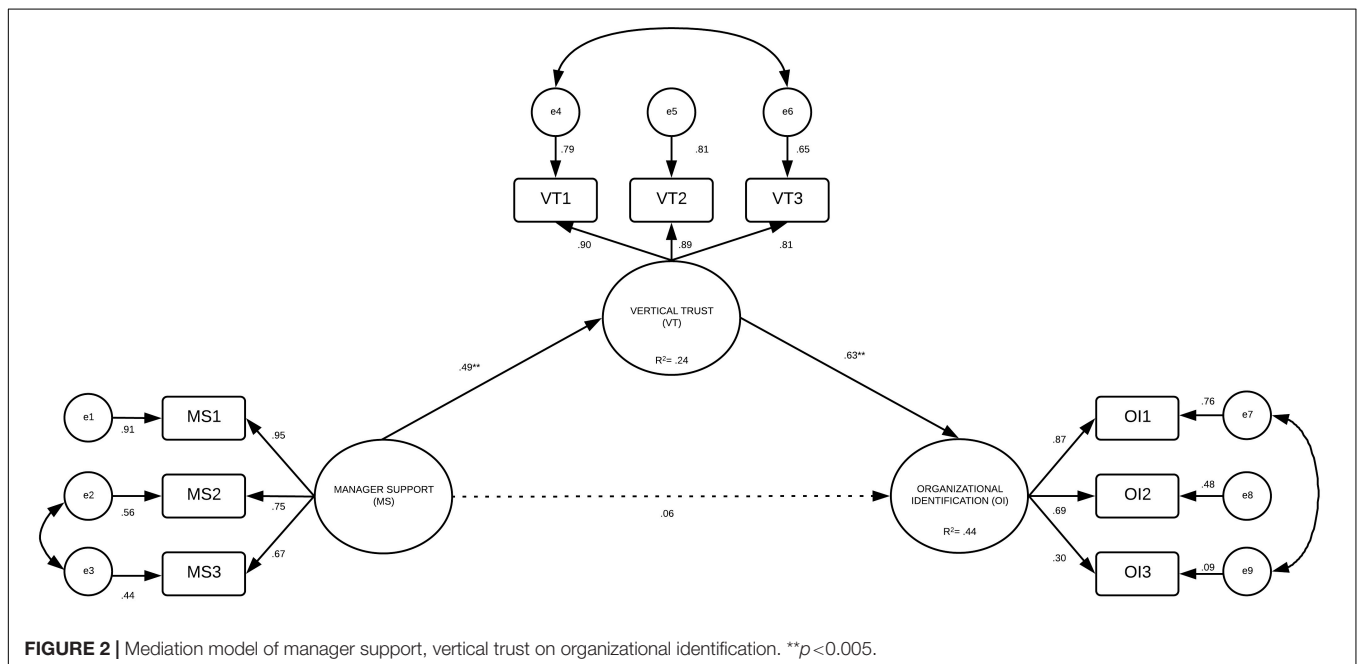 e4 e5 e6
.79 .81 .65
VT1 VT2 VT3
.90 .89 .81
VERTICAL TRUST
(VT)
R²= .24
.49** .63**
e1 MS1
.91 .95
e2 MS2
.56 .75
e3 MS3
.44 .67
MANAGER SUPPORT
(MS)
.06
ORGANIZATIONAL
IDENTIFICATION (OI)
R²= .44
.87 OI1 .76 e7
.69 OI2 .48 e8
.30 OI3 .09 e9
FIGURE 2 | Mediation model of manager support, vertical trust on organizational identification. **p<0.005.